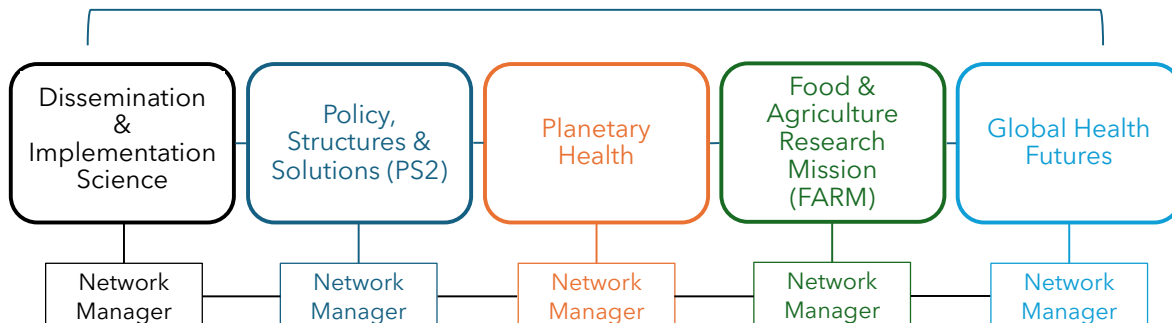 Dissemination
&
Implementation
Science
Policy,
Structures &
Solutions (PS2)
Planetary
Health
Food &
Agriculture
Research
Mission
(FARM)
Global Health
Futures
Network
Manager
Network
Manager
Network
Manager
Network
Manager
Network
Manager